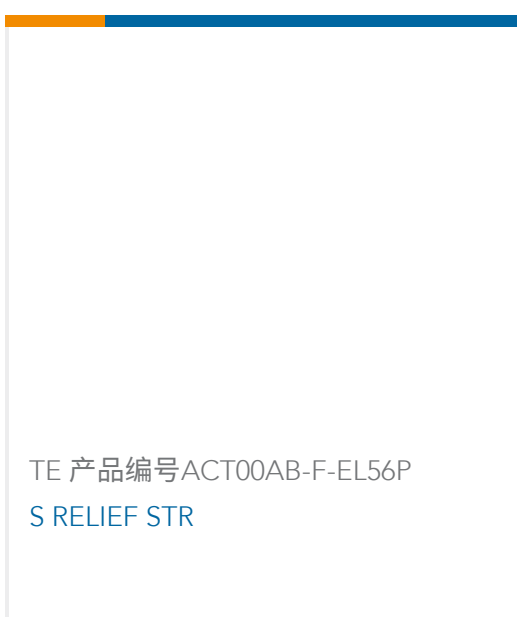 TE 产品编号ACT00AB-F-EL56P
S RELIEF STR